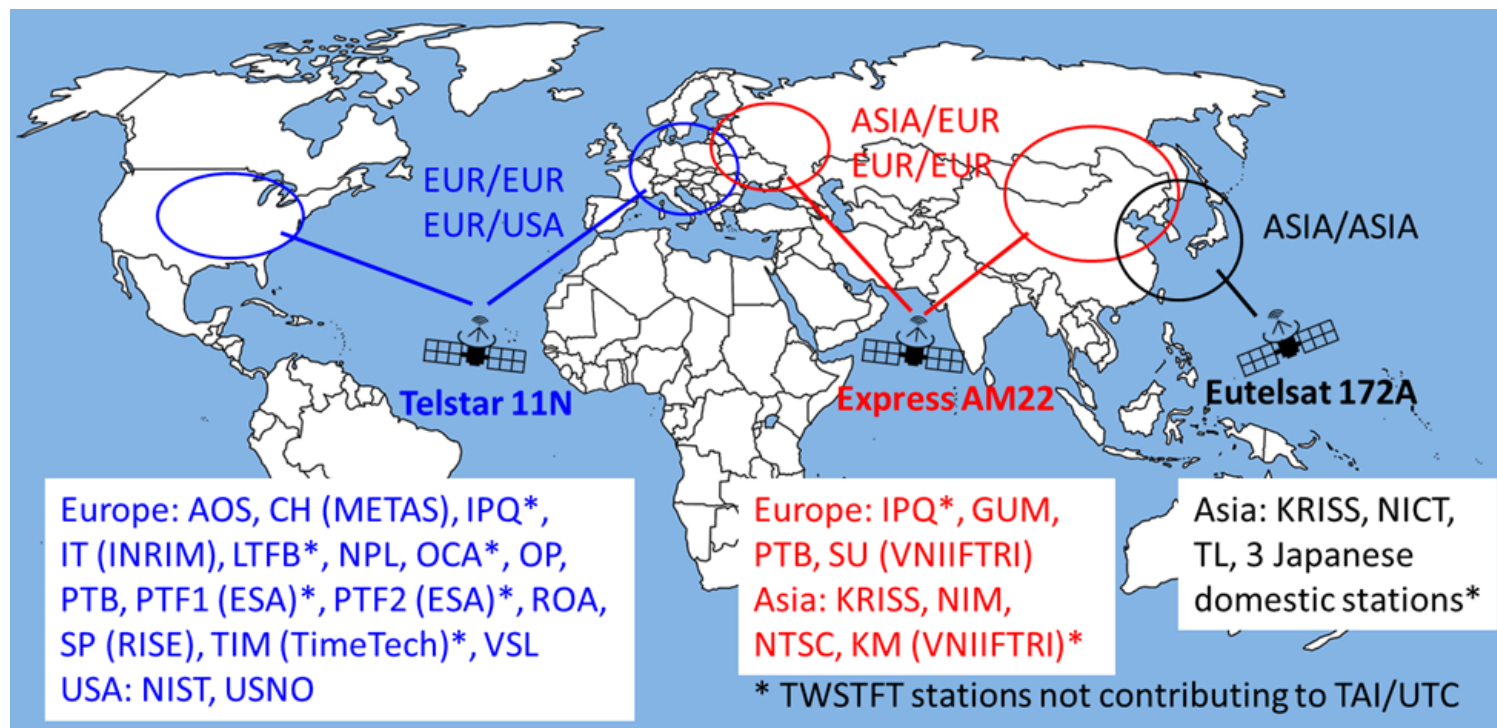 ASIA/EUR
EUR/EUR
EUR/EUR
EUR/USA
ASIA/ASIA
Telstar 11N
Express AM22
Eutelsat 172A
Europe: AOS, CH (METAS), IPQ*,
IT (INRIM), LTFB*, NPL, OCA*, OP,
PTB, PTF1 (ESA)*, PTF2 (ESA)*, ROA,
SP (RISE), TIM (TimeTech)*, VSL
USA: NIST, USNO
Europe: IPQ*, GUM,
PTB, SU (VNIIFTRI)
Asia: KRISS, NIM,
NTSC, KM (VNIIFTRI)*
Asia: KRISS, NICT,
TL, 3 Japanese
domestic stations*
* TWSTFT stations not contributing to TAI/UTC